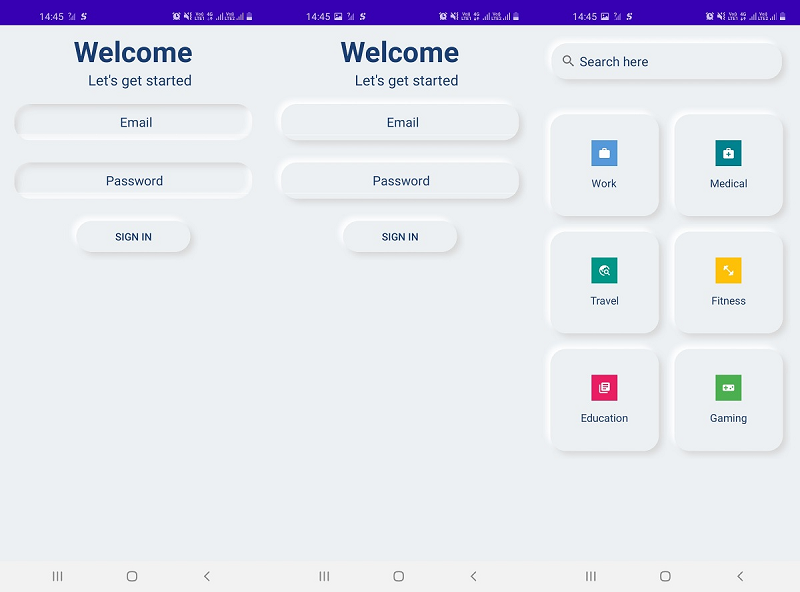 14:45
Welcome
Let's get started
Email
Password
SIGN IN
14:45
Welcome
Let's get started
Email
Password
SIGN IN
14:45
Search here
Work
Medical
Travel
Fitness
Education
Gaming